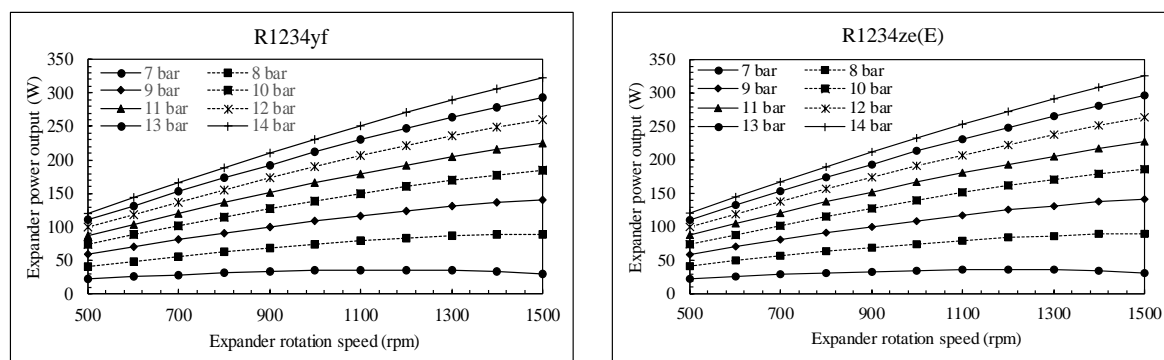 R1234yf
350
300
250
200
150
100
50
0
Expander power output (W)
7 bar
8 bar
9 bar
10 bar
11 bar
12 bar
13 bar
14 bar
500
700
900
1100
1300
1500
Expander rotation speed (rpm)
R1234ze(E)
350
300
250
200
150
100
50
0
Expander power output (W)
7 bar
8 bar
9 bar
10 bar
11 bar
12 bar
13 bar
14 bar
500
700
900
1100
1300
1500
Expander rotation speed (rpm)